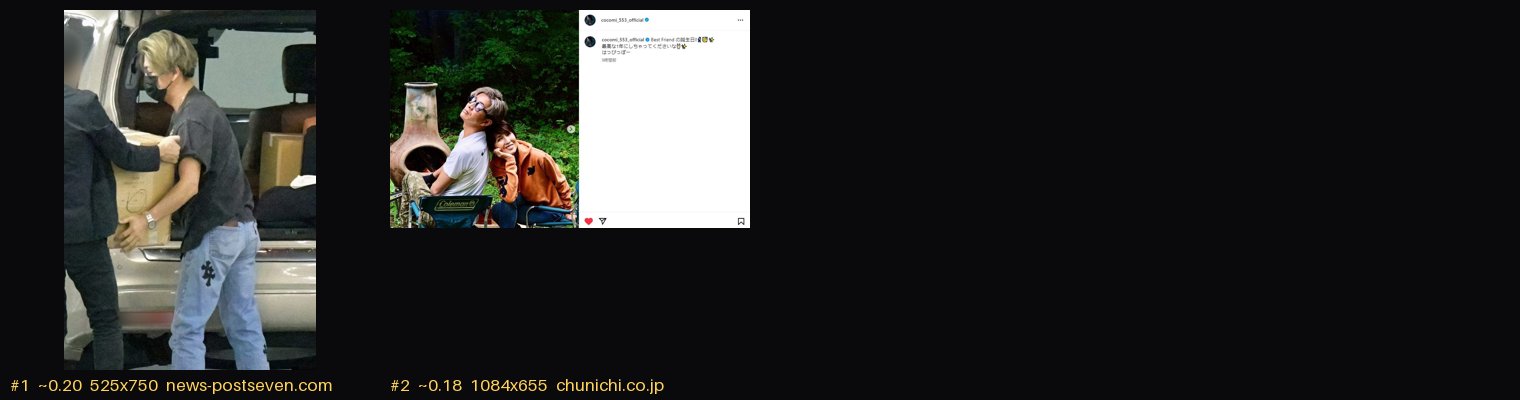 cocomi_553_official
cocomi_553_official Best Friend の誕生日
最高な1年にしちゃってくださいな
はっぴっぴー
Coleman
#1 ~0.20 525x750 news-postseven.com
#2 ~0.18 1084x655 chunichi.co.jp